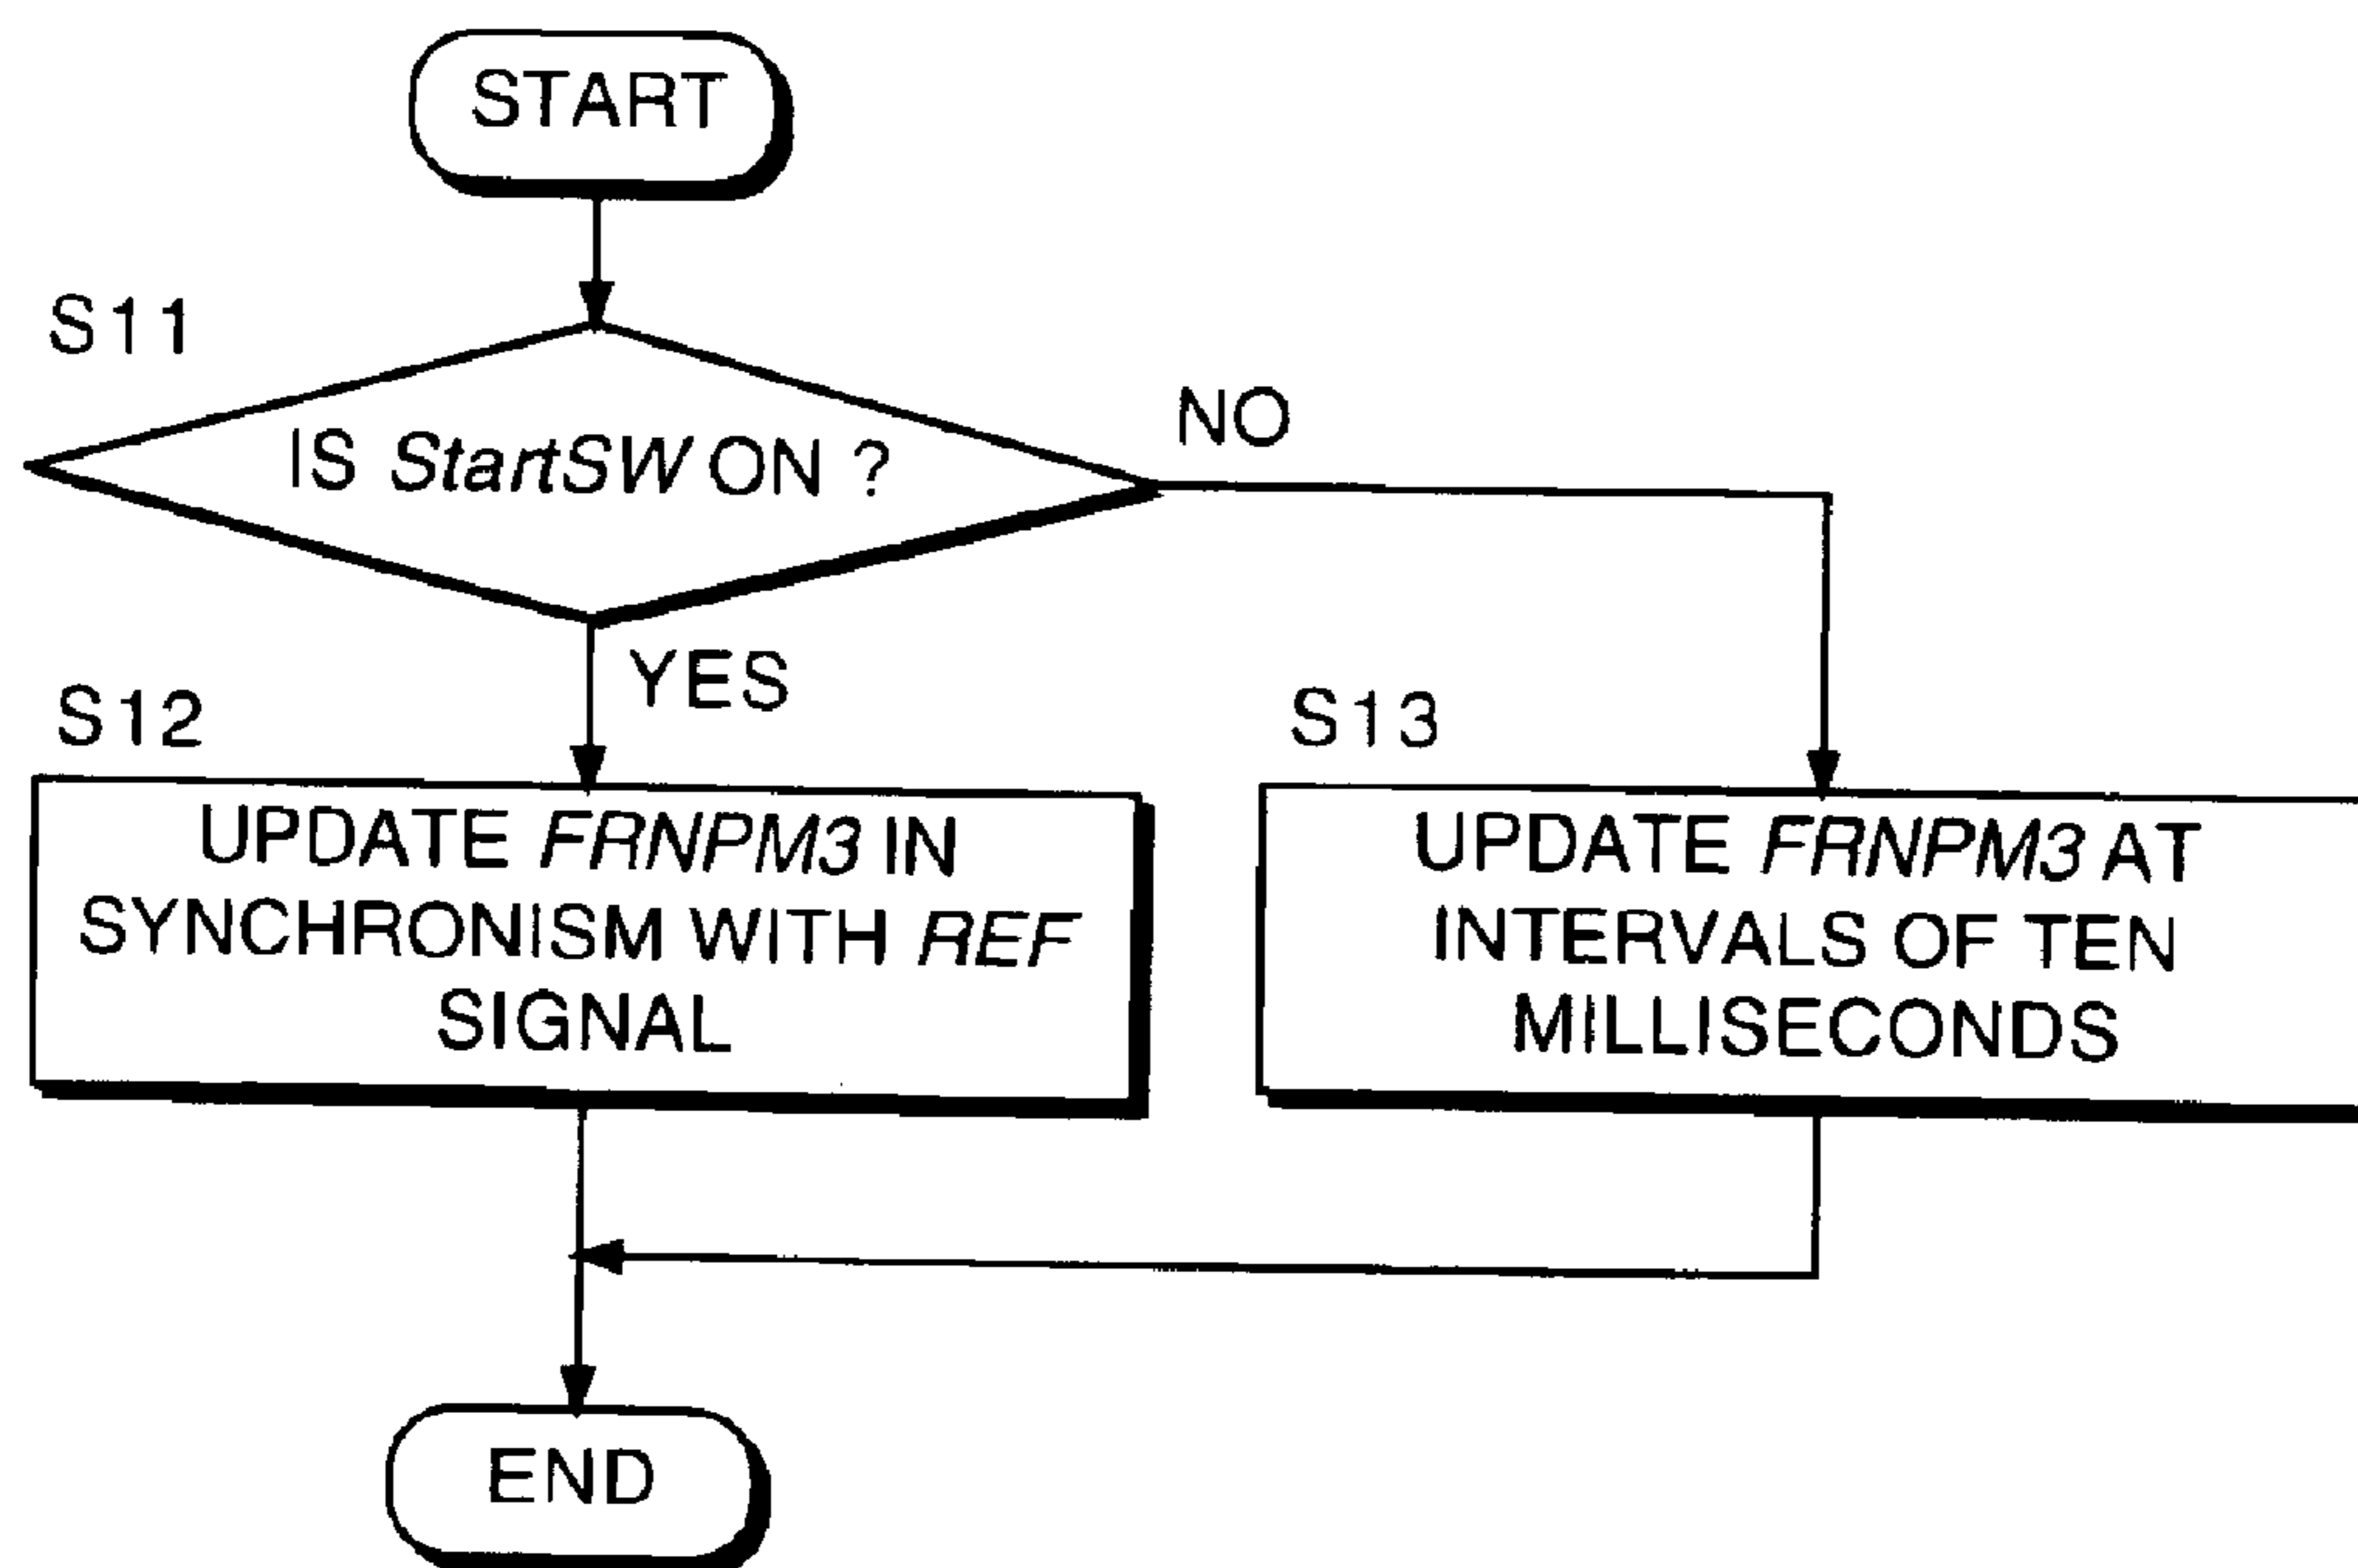 START
S11
IS StartSW ON ?
NO
YES
S12
UPDATE FRNPM3 IN
SYNCHRONISM WITH REF
SIGNAL
S13
UPDATE FRNPM3 AT
INTERVALS OF TEN
MILLISECONDS
END